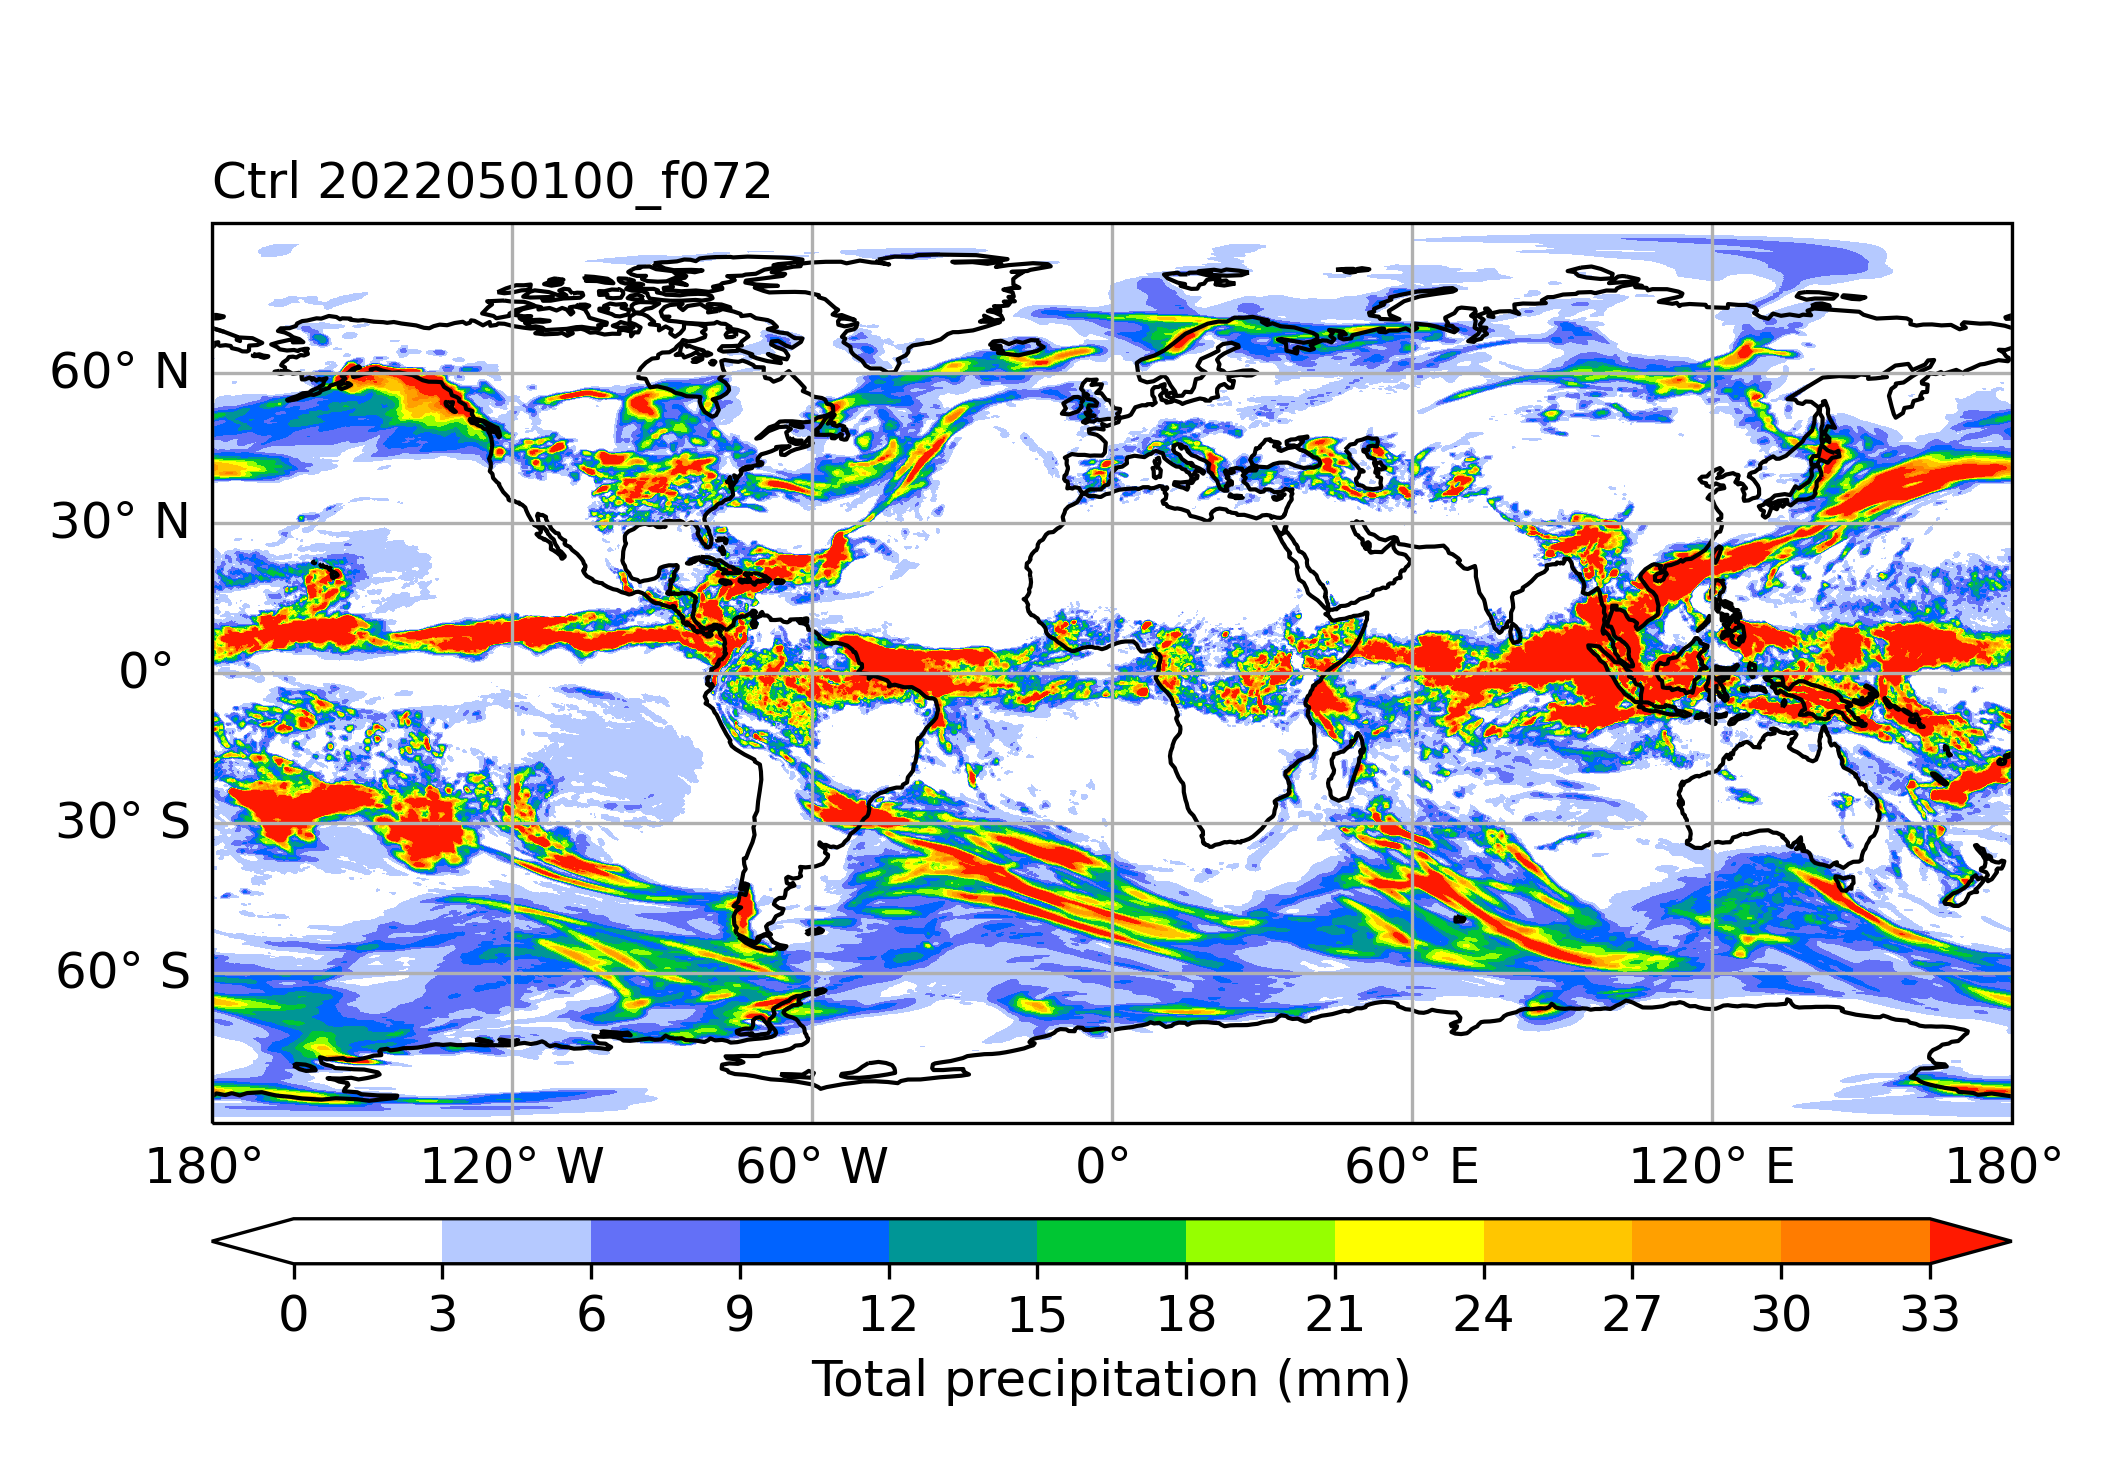 Ctrl 2022050100_f072
60° N
30° N
0°
30° S
60° S
180° 120° W 60° W 0° 60° E 120° E 180°
0 3 6 9 12 15 18 21 24 27 30 33
Total precipitation (mm)